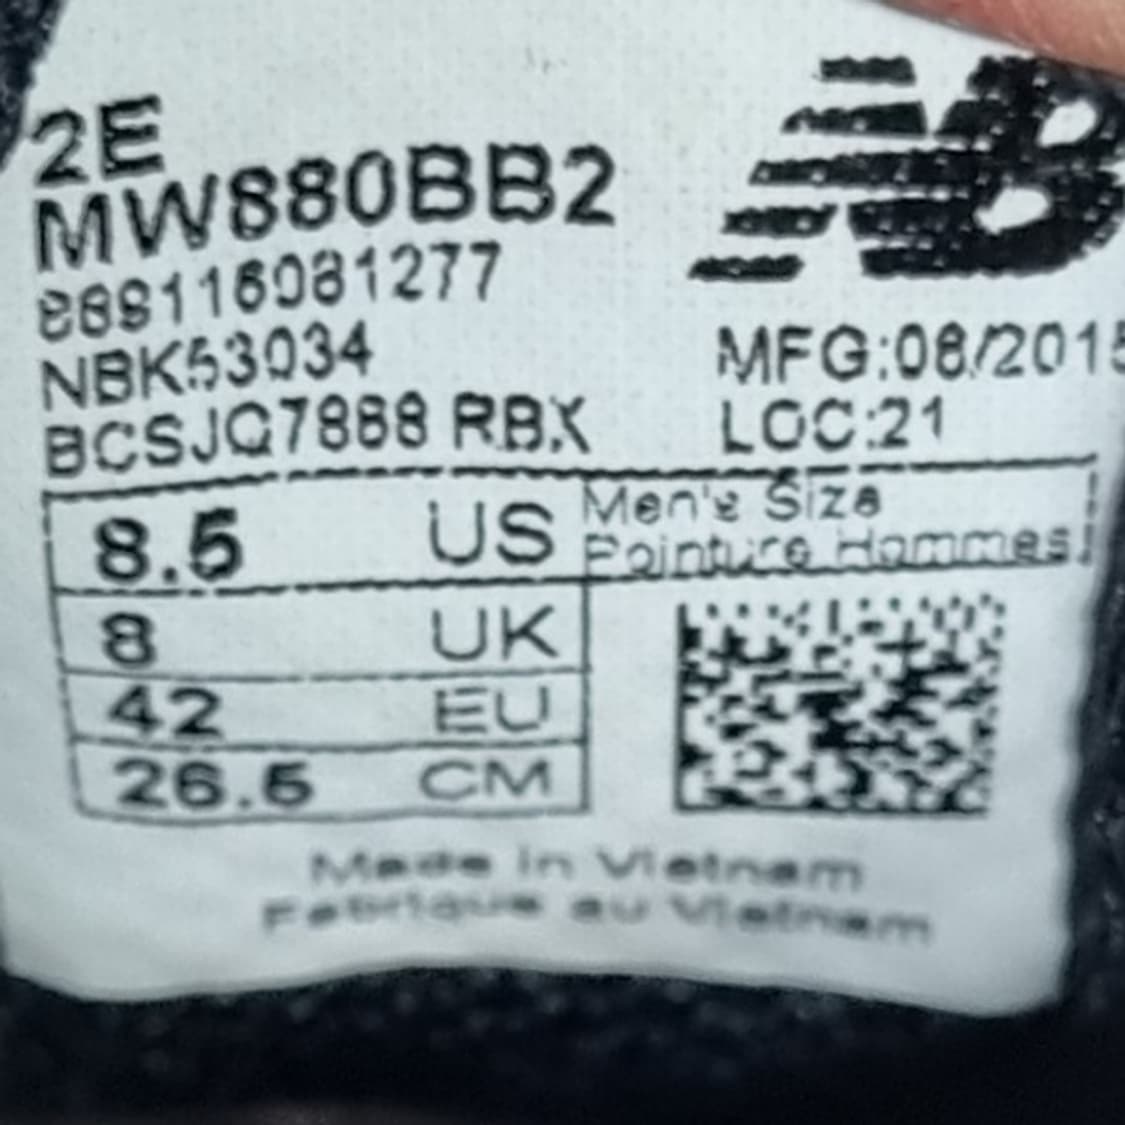 2E
MW880BB2
NB
889116081277
NBK53034
MFG:08/2015
BCSJQ7888 RBX
LOC:21
8.5 US
Men's Size
Pointure Hommes
8 UK
42 EU
26.5 CM
Made in Vietnam
Fabriqué au Vietnam